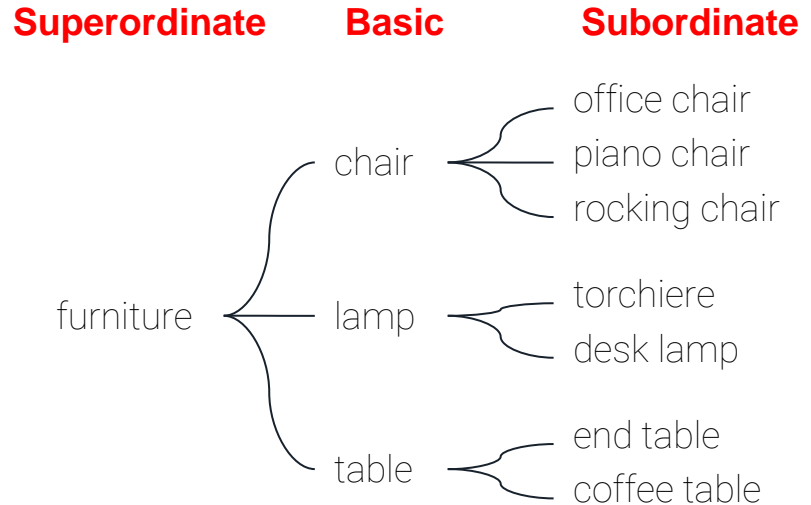 Superordinate Basic Subordinate
office chair
chair piano chair
rocking chair
torchiere
furniture lamp
desk lamp
end table
table
coffee table